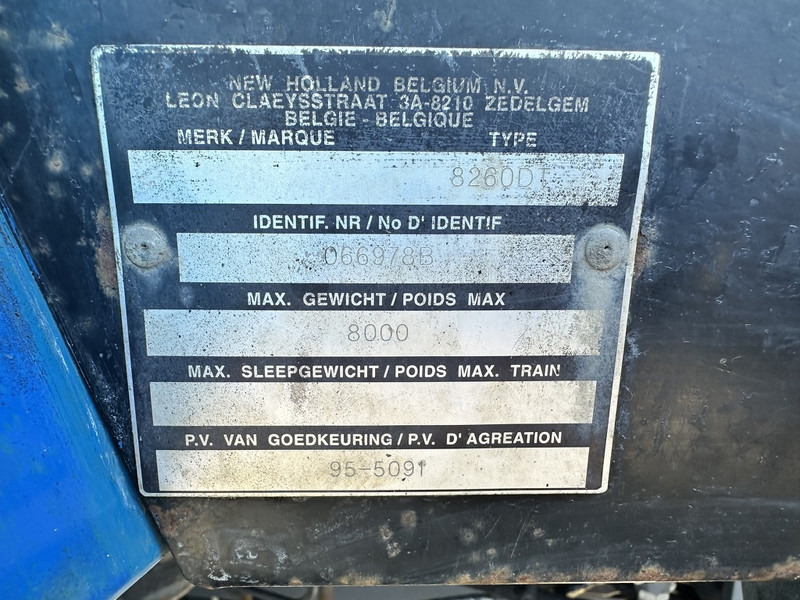 NEW HOLLAND BELGIUM N.V.
LEON CLAEYSSTRAAT 3A-8210 ZEDELGEM
BELGIE - BELGIQUE
MERK / MARQUE TYPE
8260DT
IDENTIF. NR / No D' IDENTIF
066978B
MAX. GEWICHT / POIDS MAX
8000
MAX. SLEEPGEWICHT / POIDS MAX. TRAIN
P.V. VAN GOEDKEURING / P.V. D' AGREATION
95-5091